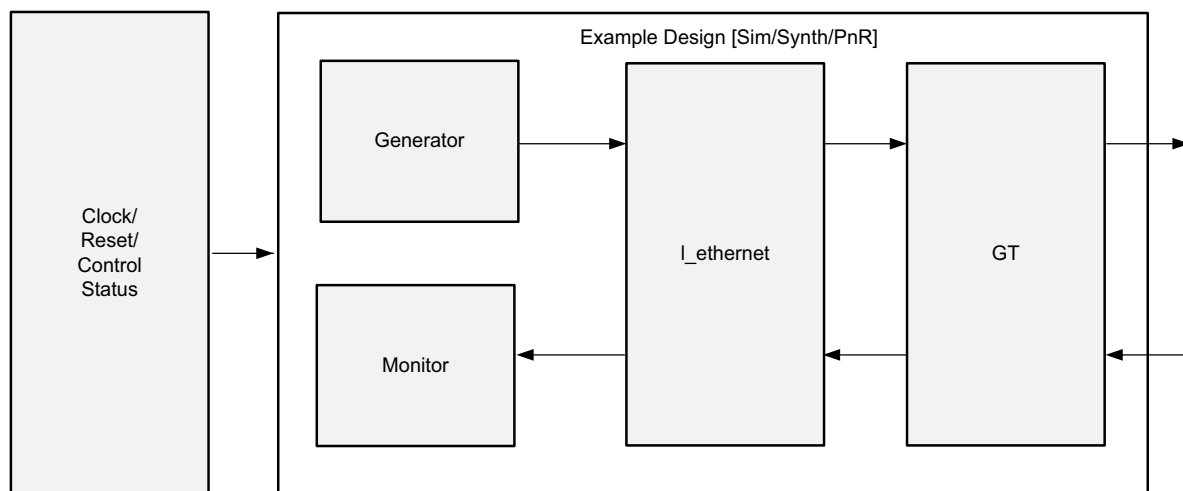 Example Design [Sim/Synth/PnR]
Generator
Clock/
Reset/
Control
Status
l_ethernet
GT
Monitor